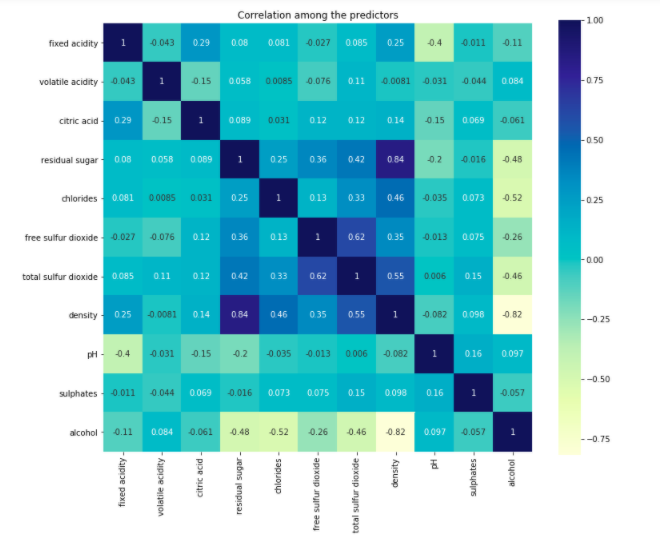 Correlation among the predictors
fixed acidity 1 -0.043 0.29 0.08 0.081 -0.027 0.085 0.25 -0.4 -0.011 -0.11
volatile acidity -0.043 1 -0.15 0.058 0.0085 -0.076 0.11 -0.0081 -0.031 -0.044 0.084
citric acid 0.29 -0.15 1 0.089 0.031 0.12 0.12 0.14 -0.15 0.069 -0.061
residual sugar 0.08 0.058 0.089 1 0.25 0.36 0.42 0.84 -0.2 -0.016 -0.48
chlorides 0.081 0.0085 0.031 0.25 1 0.13 0.33 0.46 -0.035 0.073 -0.52
free sulfur dioxide -0.027 -0.076 0.12 0.36 0.13 1 0.62 0.35 -0.013 0.075 -0.26
total sulfur dioxide 0.085 0.11 0.12 0.42 0.33 0.62 1 0.55 0.006 0.15 -0.46
density 0.25 -0.0081 0.14 0.84 0.46 0.35 0.55 1 -0.082 0.098 -0.82
pH -0.4 -0.031 -0.15 -0.2 -0.035 -0.013 0.006 -0.082 1 0.16 0.097
sulphates -0.011 -0.044 0.069 -0.016 0.073 0.075 0.15 0.098 0.16 1 -0.057
alcohol -0.11 0.084 -0.061 -0.48 -0.52 -0.26 -0.46 -0.82 0.097 -0.057 1
fixed acidity
volatile acidity
citric acid
residual sugar
chlorides
free sulfur dioxide
total sulfur dioxide
density
pH
sulphates
alcohol
1.00
0.75
0.50
0.25
0.00
-0.25
-0.50
-0.75